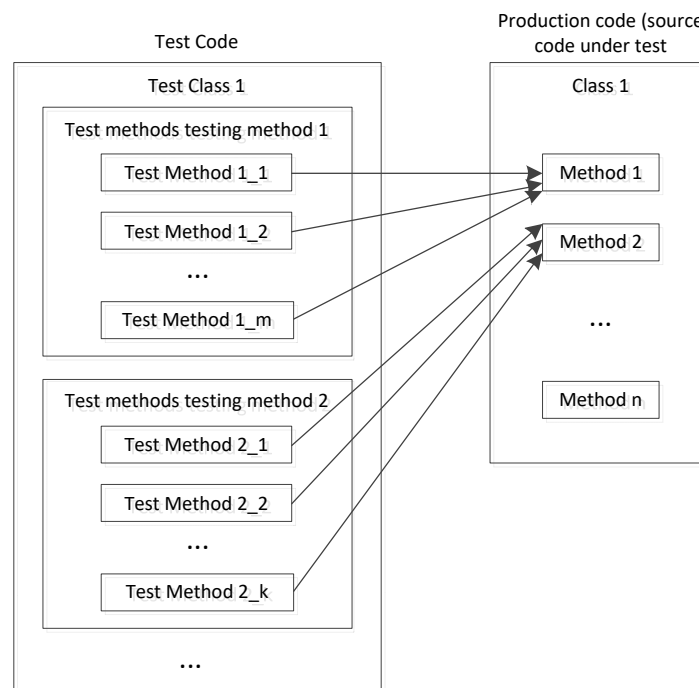 Test Code
Test Class 1
Test methods testing method 1
Test Method 1_1
Test Method 1_2
...
Test Method 1_m
Test methods testing method 2
Test Method 2_1
Test Method 2_2
...
Test Method 2_k
...
Production code (source
code under test
Class 1
Method 1
Method 2
...
Method n